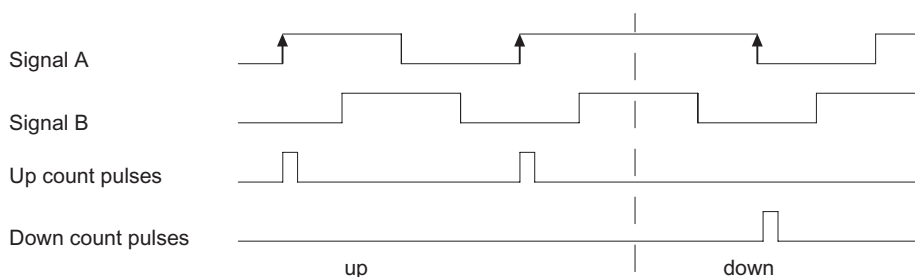 Signal A
Signal B
Up count pulses
Down count pulses
up down